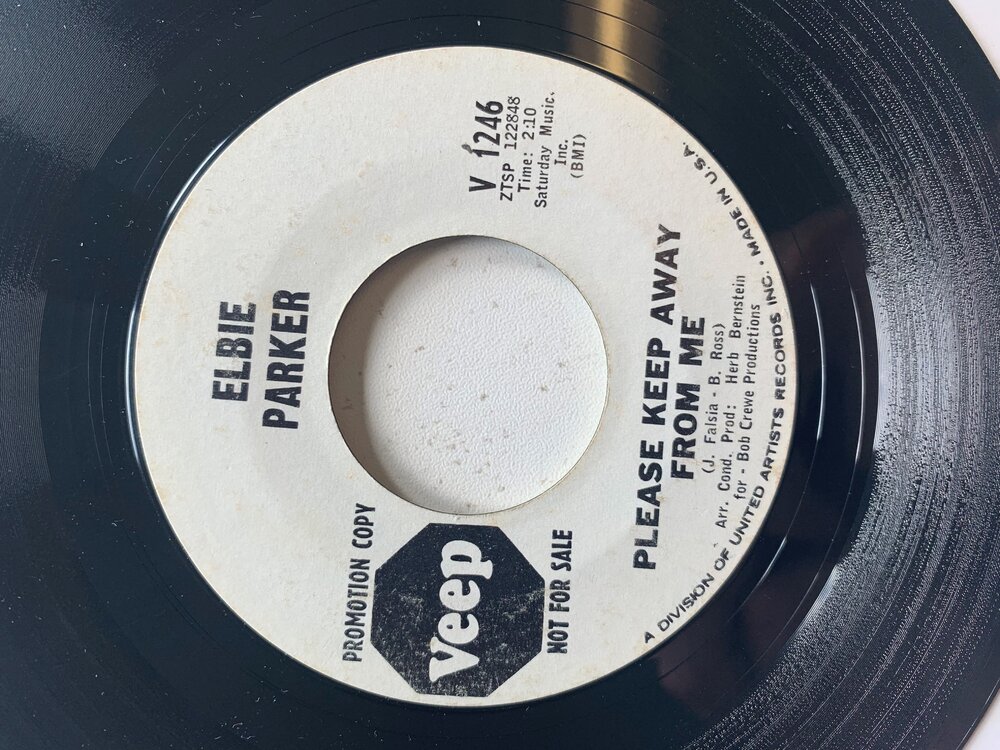 ELBIE
PARKER
PROMOTION COPY
Veep
NOT FOR SALE
V 1246
ZTSP 122848
Time: 2:10
Saturday Music,
Inc.
(BMI)
PLEASE KEEP AWAY
FROM ME
(J. Falsia - B. Ross)
Arr. Cond. Prod: Herb Bernstein
for - Bob Crewe Productions
A DIVISION OF UNITED ARTISTS RECORDS INC. • MADE IN U.S.A.